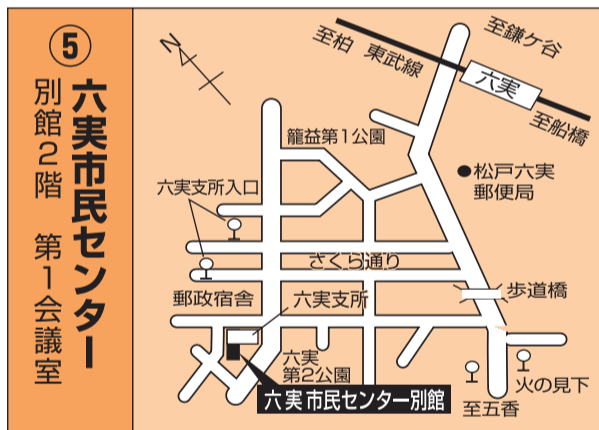 ⑤
六実市民センター
別館2階 第1会議室
N
至鎌ケ谷
至柏
東武線
六実
至船橋
籠益第1公園
松戸六実
郵便局
六実支所入口
さくら通り
郵政宿舎
六実支所
歩道橋
六実
第2公園
火の見下
六実市民センター別館
至五香